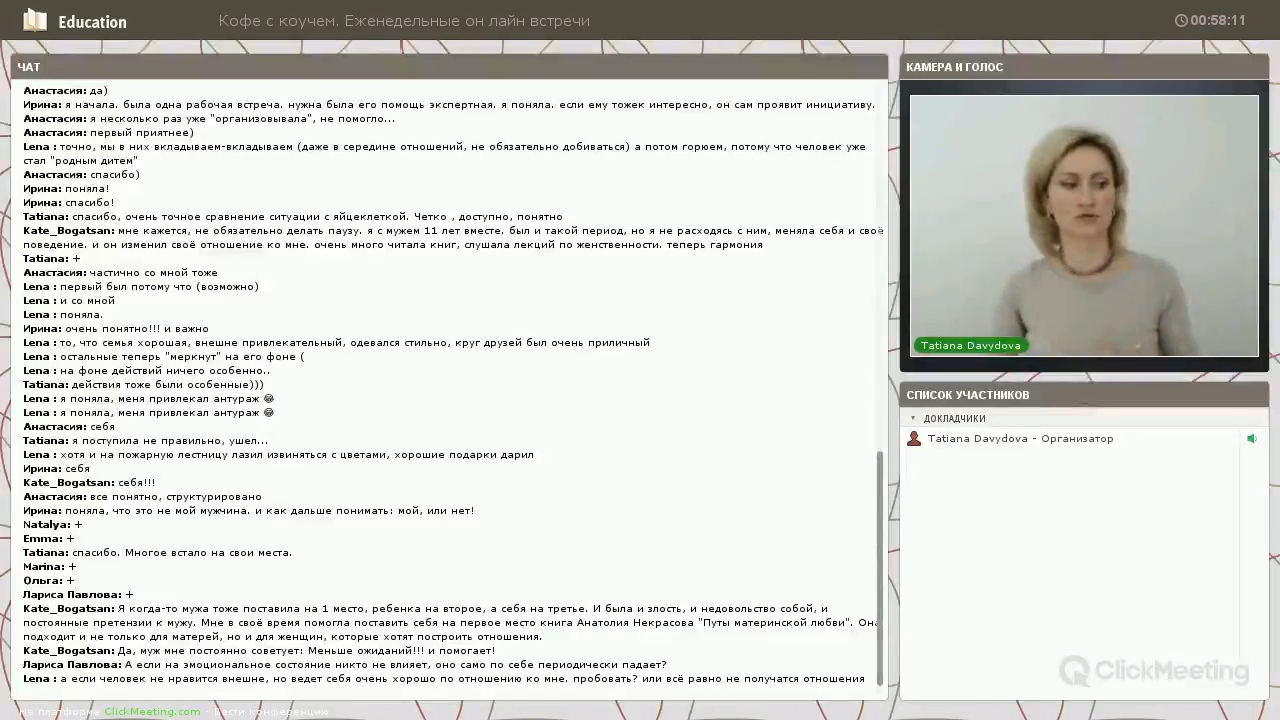 Education
Кофе с коучем. Еженедельные он лайн встречи
00:58:11
ЧАТ
Анастасия: да)
Ирина: я начала. была одна рабочая встреча. нужна была его помощь экспертная. я поняла. если ему тожек интересно, он сам проявит инициативу.
Анастасия: я несколько раз уже "организовывала", не помогло...
Анастасия: первый приятнее)
Lena : точно, мы в них вкладываем-вкладываем (даже в середине отношений, не обязательно добиваться) а потом горюем, потому что человек уже
стал "родным дитем"
Анастасия: спасибо)
Ирина: поняла!
Ирина: спасибо!
Tatiana: спасибо, очень точное сравнение ситуации с яйцеклеткой. Четко , доступно, понятно
Kate_Bogatsan: мне кажется, не обязательно делать паузу. я с мужем 11 лет вместе. был и такой период, но я не расходясь с ним, меняла себя и своё
поведение. и он изменил своё отношение ко мне. очень много читала книг, слушала лекций по женственности. теперь гармония
Tatiana: +
Анастасия: частично со мной тоже
Lena : первый был потому что (возможно)
Lena : и со мной
Lena : поняла.
Ирина: очень понятно!!! и важно
Lena : то, что семья хорошая, внешне привлекательный, одевался стильно, круг друзей был очень приличный
Lena : остальные теперь "меркнут" на его фоне (
Lena : на фоне действий ничего особенно..
Tatiana: действия тоже были особенные)))
Lena : я поняла, меня привлекал антураж 😂
Lena : я поняла, меня привлекал антураж 😂
Анастасия: себя
Tatiana: я поступила не правильно, ушел...
Lena : хотя и на пожарную лестницу лазил извиняться с цветами, хорошие подарки дарил
Ирина: себя
Kate_Bogatsan: себя!!!
Анастасия: все понятно, структурировано
Ирина: поняла, что это не мой мужчина. и как дальше понимать: мой, или нет!
Natalya: +
Emma: +
Tatiana: спасибо. Многое встало на свои места.
Marina: +
Ольга: +
Лариса Павлова: +
Kate_Bogatsan: Я когда-то мужа тоже поставила на 1 место, ребенка на второе, а себя на третье. И была и злость, и недовольство собой, и
постоянные претензии к мужу. Мне в своё время помогла поставить себя на первое место книга Анатолия Некрасова "Путы материнской любви". Она
подходит и не только для матерей, но и для женщин, которые хотят построить отношения.
Kate_Bogatsan: Да, муж мне постоянно советует: Меньше ожиданий!!! и помогает!
Лариса Павлова: А если на эмоциональное состояние никто не влияет, оно само по себе периодически падает?
Lena : а если человек не нравится внешне, но ведет себя очень хорошо по отношению ко мне. пробовать? или всё равно не получатся отношения
КАМЕРА И ГОЛОС
Tatiana Davydova
СПИСОК УЧАСТНИКОВ
ДОКЛАДЧИКИ
Tatiana Davydova - Организатор
ClickMeeting
На платформе ClickMeeting.com - Вести конференцию